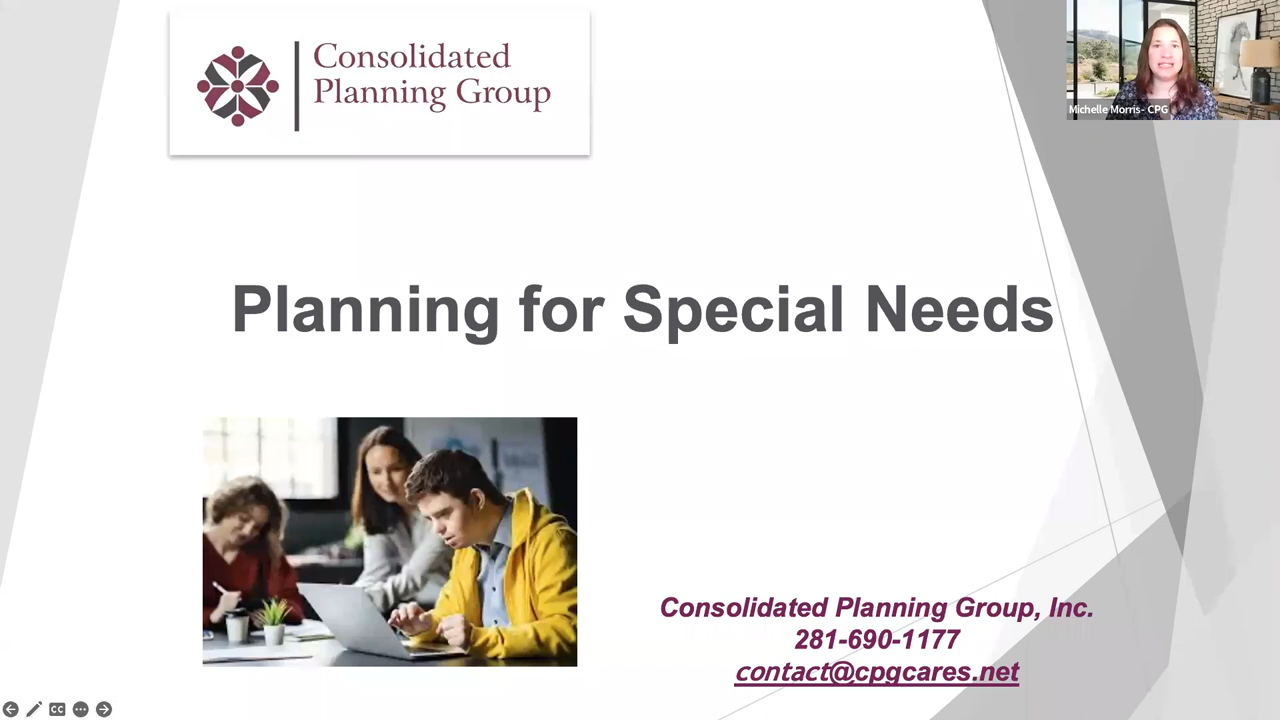 Consolidated
Planning Group
Michelle Morris- CPG
Planning for Special Needs
Consolidated Planning Group, Inc.
281-690-1177
contact@cpgcares.net
CC